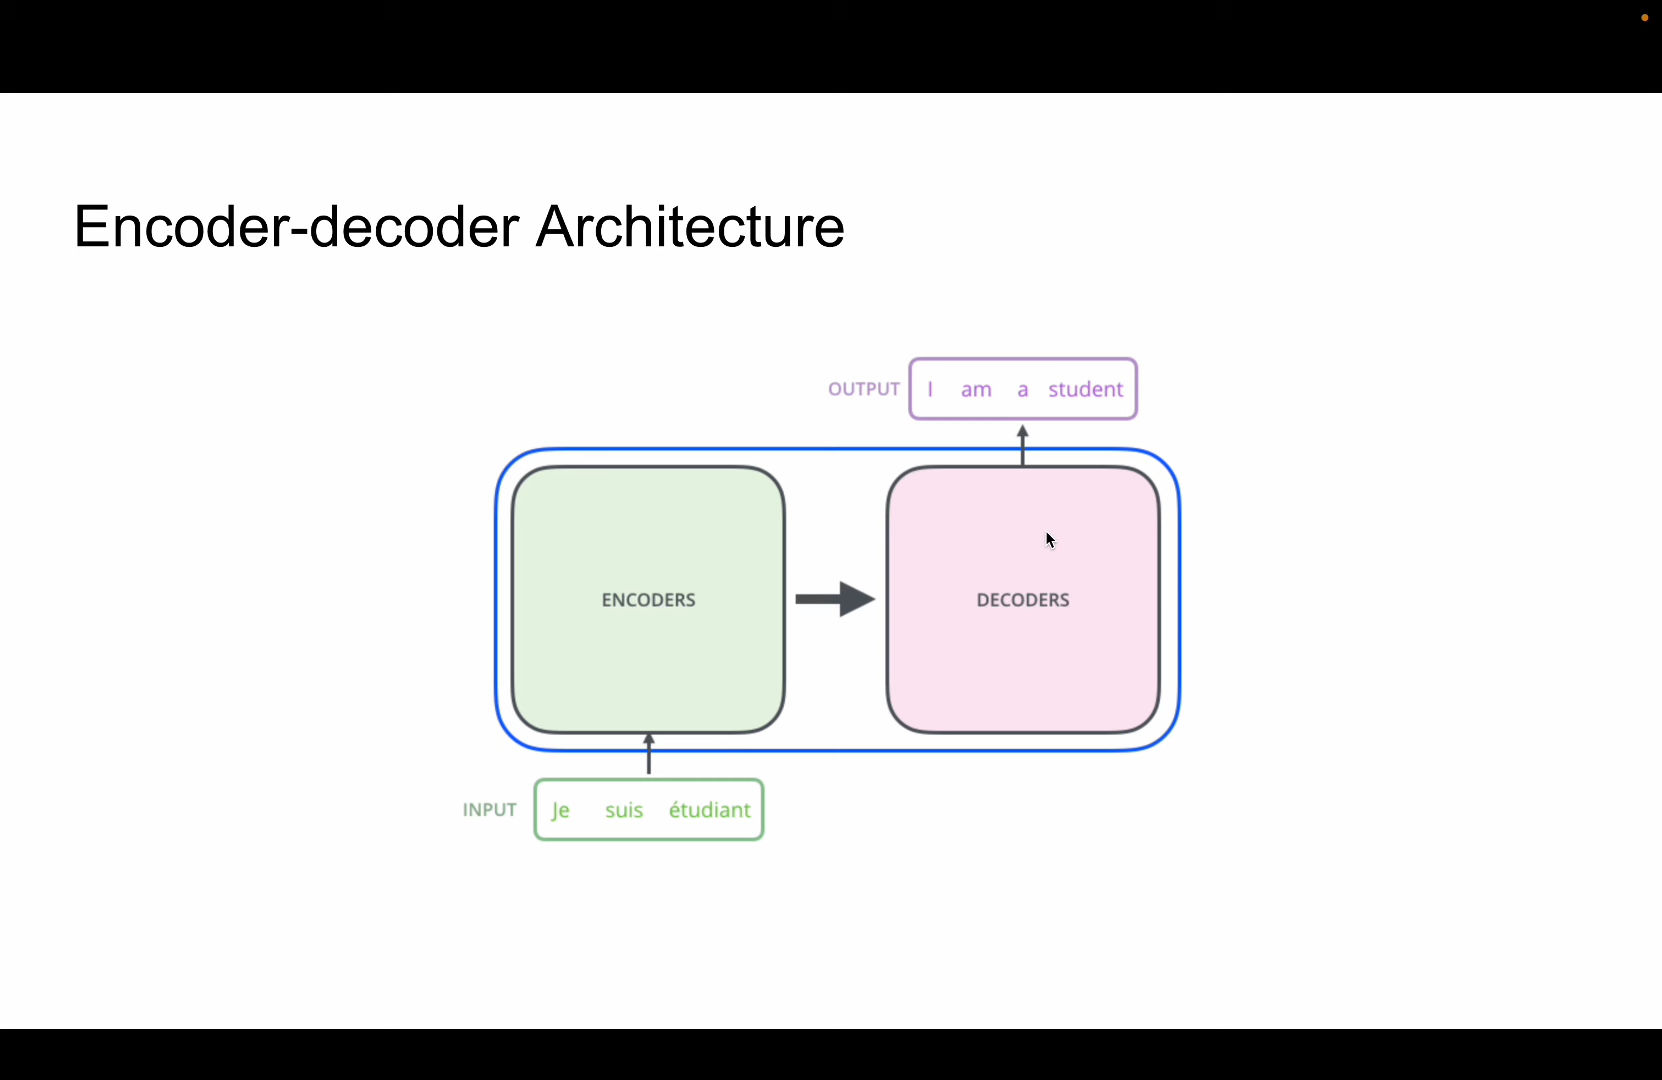 Encoder-decoder Architecture
OUTPUT I am a student
ENCODERS DECODERS
INPUT Je suis étudiant